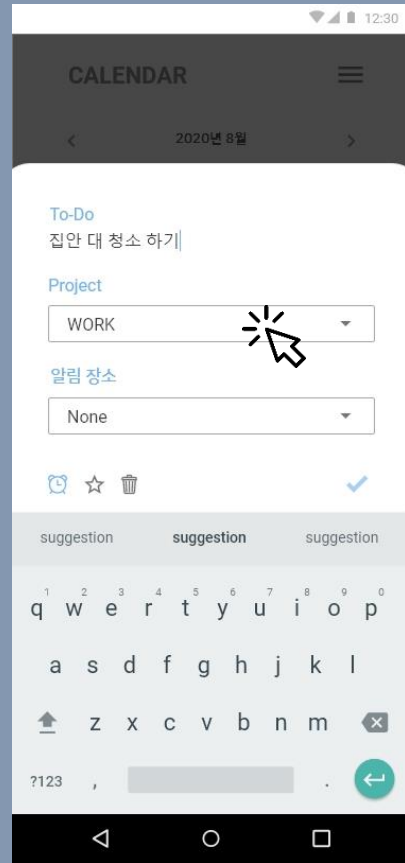 12:30
CALENDAR
2020년 8월
To-Do
집안 대 청소 하기
Project
WORK
알림 장소
None
suggestion suggestion suggestion
1 2 3 4 5 6 7 8 9 0
q w e r t y u i o p
a s d f g h j k l
z x c v b n m
?123 , .